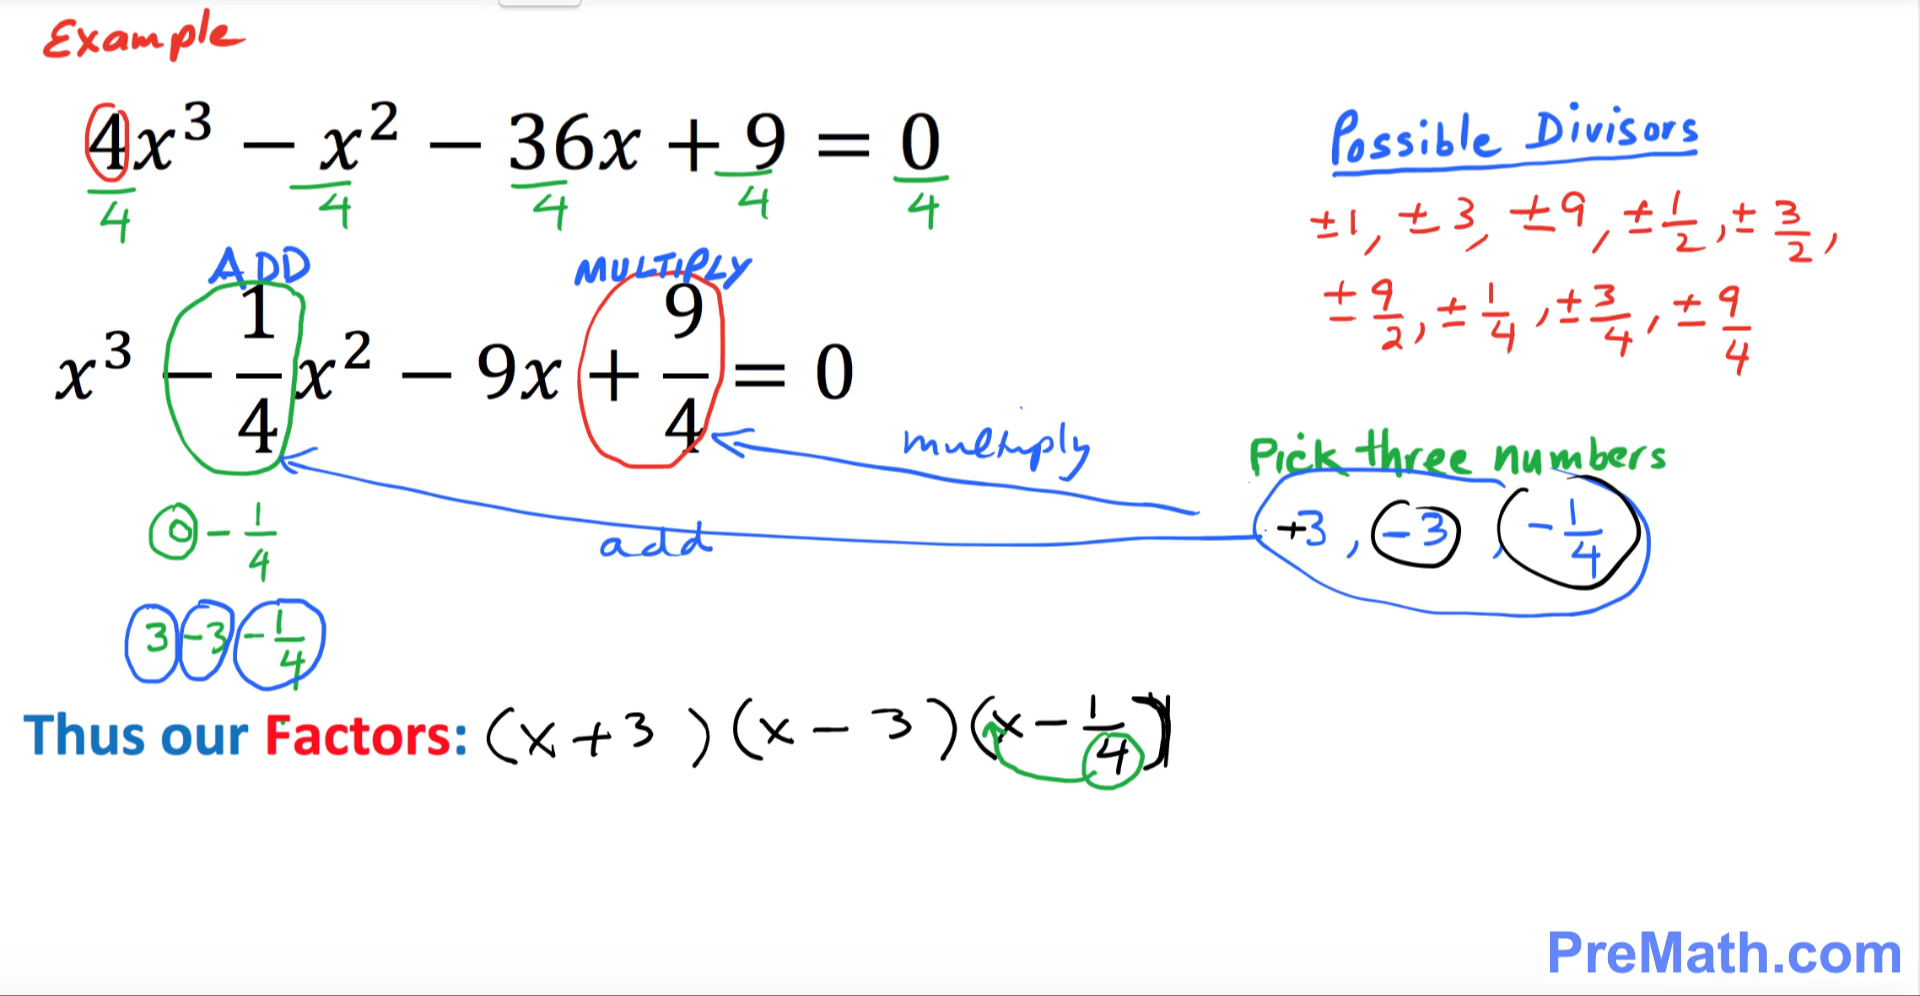 Example
4x³ − x² − 36x + 9 = 0
4 4 4 4 4
ADD MULTIPLY
x³ − 1/4 x² − 9x + 9/4 = 0
0 − 1/4
3 −3 −1/4
add
multiply
Possible Divisors
±1, ±3, ±9, ±1/2, ±3/2,
±9/2, ±1/4, ±3/4, ±9/4
Pick three numbers
+3, −3, −1/4
Thus our Factors: (x+3)(x−3)(x−1/4)
PreMath.com